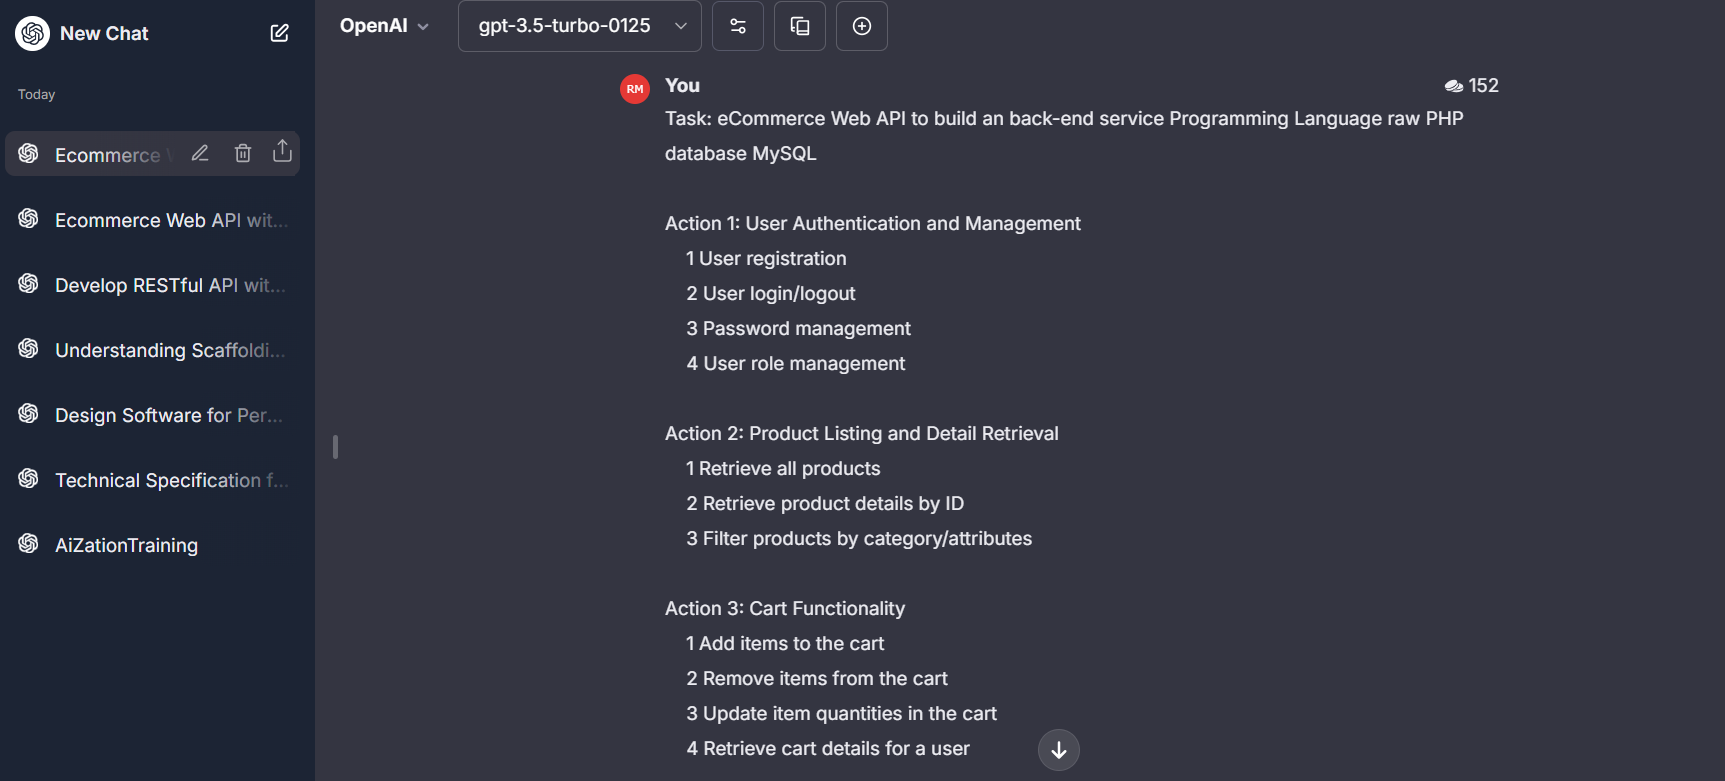 New Chat
Today
Ecommerce
Ecommerce Web API wit...
Develop RESTful API wit...
Understanding Scaffoldi...
Design Software for Per...
Technical Specification f...
AiZationTraining
OpenAI
gpt-3.5-turbo-0125
RM
You
152
Task: eCommerce Web API to build an back-end service Programming Language raw PHP
database MySQL
Action 1: User Authentication and Management
1 User registration
2 User login/logout
3 Password management
4 User role management
Action 2: Product Listing and Detail Retrieval
1 Retrieve all products
2 Retrieve product details by ID
3 Filter products by category/attributes
Action 3: Cart Functionality
1 Add items to the cart
2 Remove items from the cart
3 Update item quantities in the cart
4 Retrieve cart details for a user